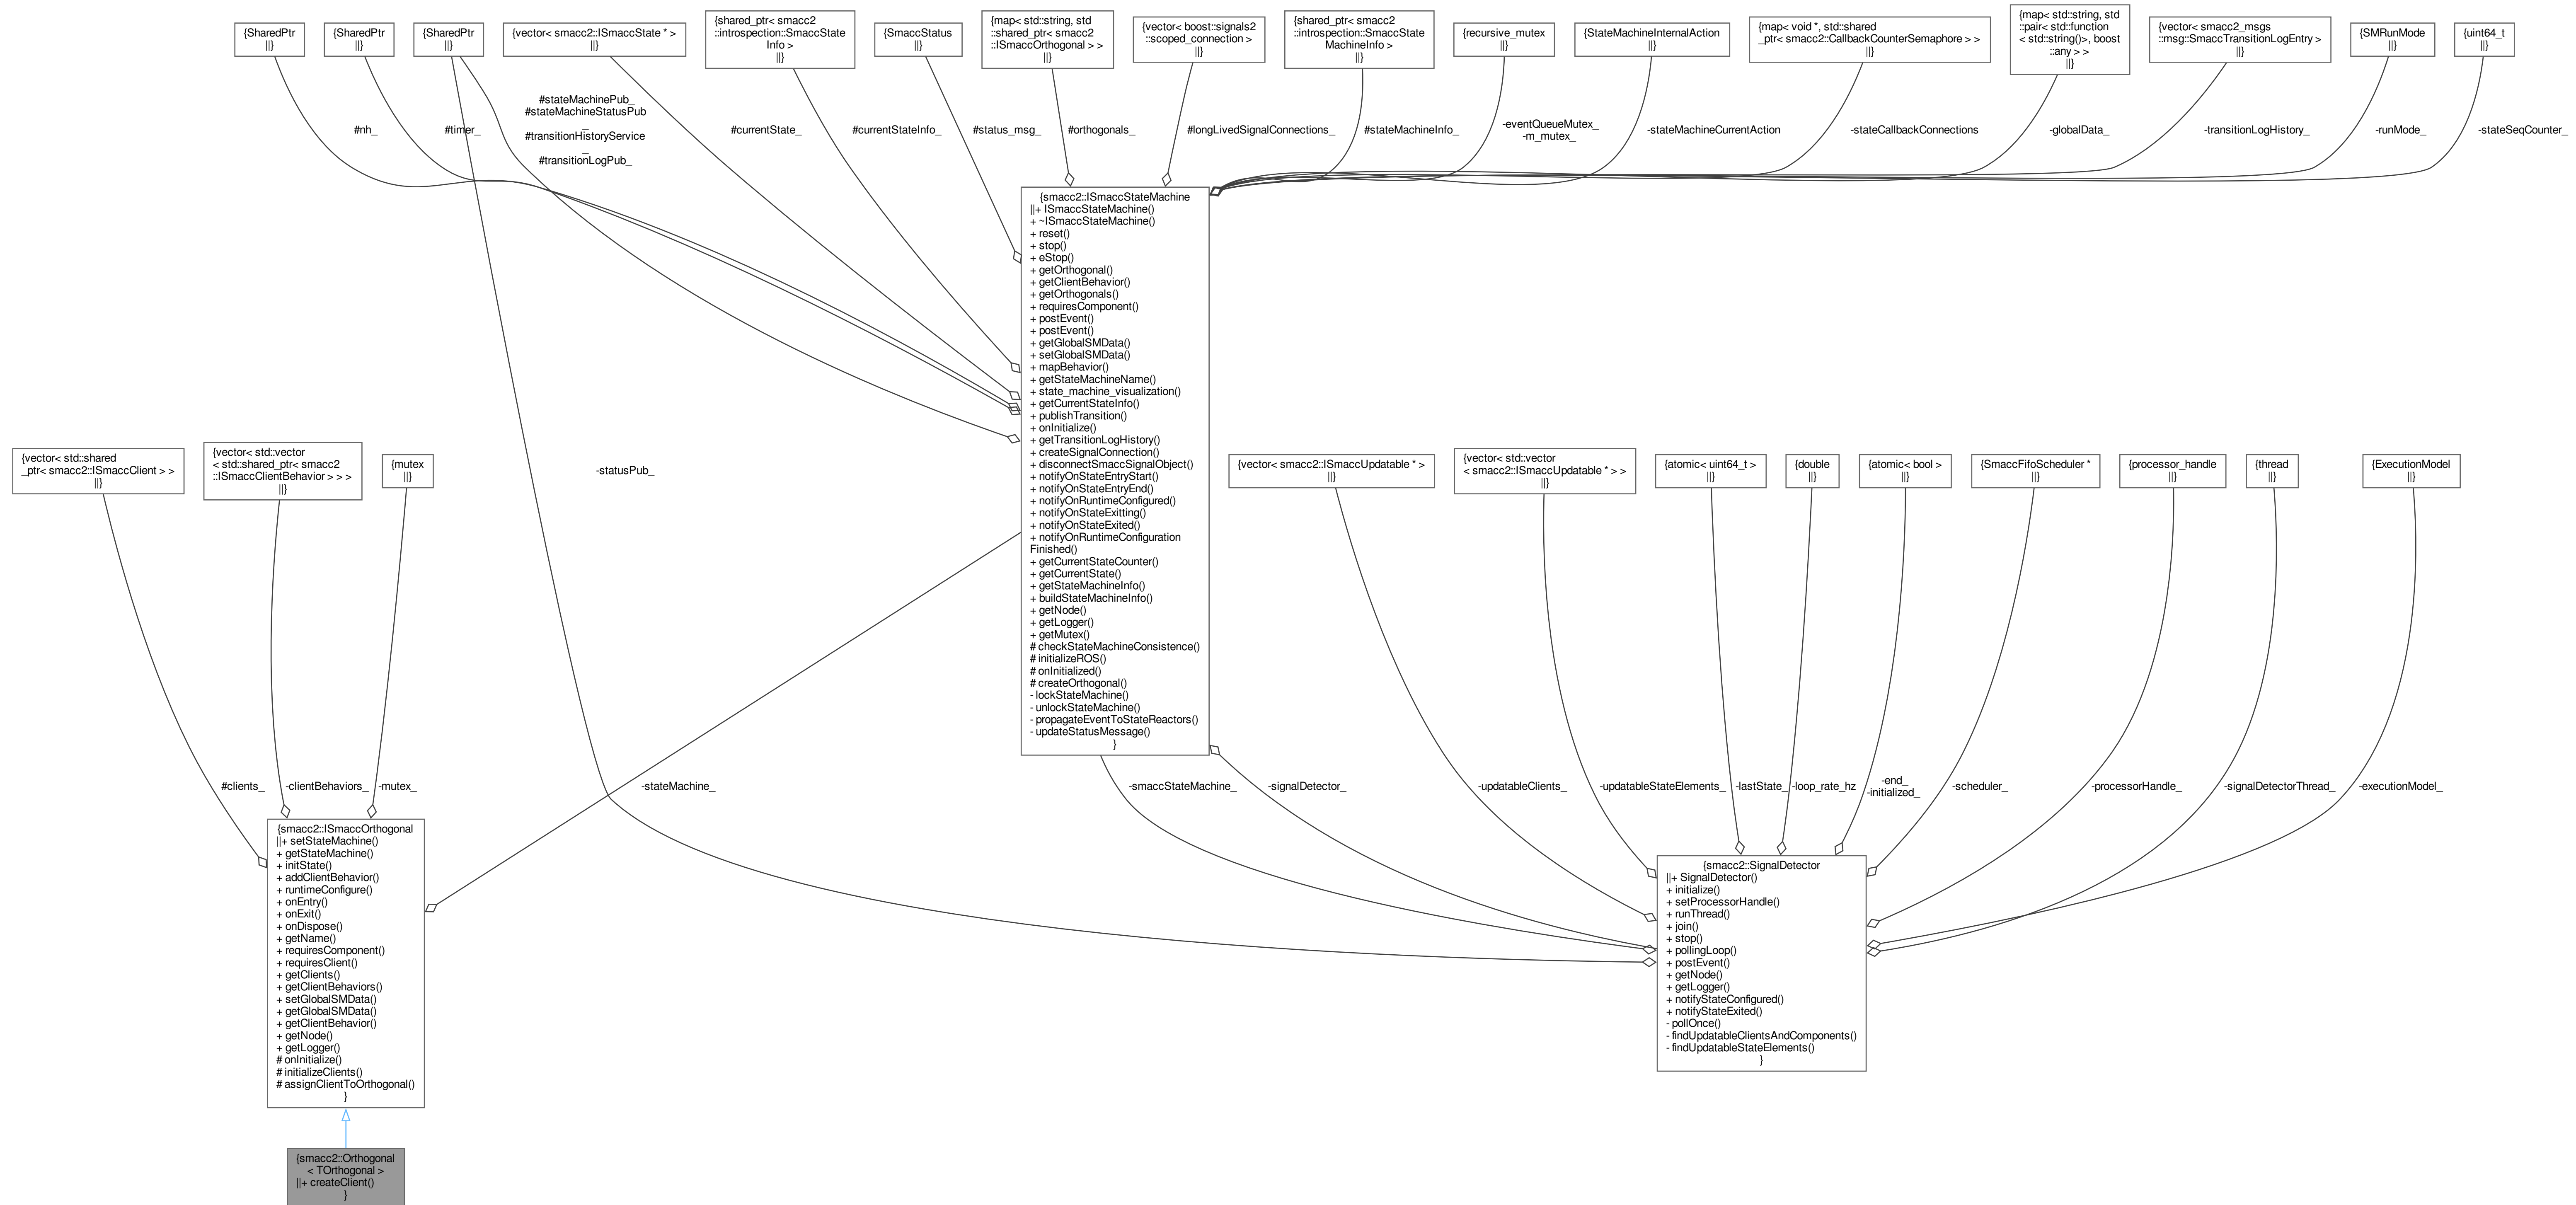 {SharedPtr
||}
{SharedPtr
||}
{SharedPtr
||}
{vector< smacc2::ISmaccState * >
||}
{shared_ptr< smacc2
::introspection::SmaccState
Info >
||}
{SmaccStatus
||}
{map< std::string, std
::shared_ptr< smacc2
::ISmaccOrthogonal > >
||}
{vector< boost::signals2
::scoped_connection >
||}
{shared_ptr< smacc2
::introspection::SmaccState
MachineInfo >
||}
{recursive_mutex
||}
{StateMachineInternalAction
||}
{map< void *, std::shared
_ptr< smacc2::CallbackCounterSemaphore > >
||}
{map< std::string, std
::pair< std::function
< std::string()>, boost
::any > >
||}
{vector< smacc2_msgs
::msg::SmaccTransitionLogEntry >
||}
{SMRunMode
||}
{uint64_t
||}
#nh_
#timer_
#stateMachinePub_
#stateMachineStatusPub
_
#transitionHistoryService
_
#transitionLogPub_
#currentState_
#currentStateInfo_
#status_msg_
#orthogonals_
#longLivedSignalConnections_
#stateMachineInfo_
-eventQueueMutex_
-m_mutex_
-stateMachineCurrentAction
-stateCallbackConnections
-globalData_
-transitionLogHistory_
-runMode_
-stateSeqCounter_
{smacc2::ISmaccStateMachine
||+ ISmaccStateMachine()
+ ~ISmaccStateMachine()
+ reset()
+ stop()
+ eStop()
+ getOrthogonal()
+ getClientBehavior()
+ getOrthogonals()
+ requiresComponent()
+ postEvent()
+ postEvent()
+ getGlobalSMData()
+ setGlobalSMData()
+ mapBehavior()
+ getStateMachineName()
+ state_machine_visualization()
+ getCurrentStateInfo()
+ publishTransition()
+ onInitialize()
+ getTransitionLogHistory()
+ createSignalConnection()
+ disconnectSmaccSignalObject()
+ notifyOnStateEntryStart()
+ notifyOnStateEntryEnd()
+ notifyOnRuntimeConfigured()
+ notifyOnStateExitting()
+ notifyOnStateExited()
+ notifyOnRuntimeConfiguration
Finished()
+ getCurrentStateCounter()
+ getCurrentState()
+ getStateMachineInfo()
+ buildStateMachineInfo()
+ getNode()
+ getLogger()
+ getMutex()
# checkStateMachineConsistence()
# initializeROS()
# onInitialized()
# createOrthogonal()
- lockStateMachine()
- unlockStateMachine()
- propagateEventToStateReactors()
- updateStatusMessage()
}
{vector< std::shared
_ptr< smacc2::ISmaccClient > >
||}
{vector< std::vector
< std::shared_ptr< smacc2
::ISmaccClientBehavior > > >
||}
{mutex
||}
-statusPub_
{vector< smacc2::ISmaccUpdatable * >
||}
{vector< std::vector
< smacc2::ISmaccUpdatable * > >
||}
{atomic< uint64_t >
||}
{double
||}
{atomic< bool >
||}
{SmaccFifoScheduler *
||}
{processor_handle
||}
{thread
||}
{ExecutionModel
||}
#clients_
-clientBehaviors_
-mutex_
-stateMachine_
-smaccStateMachine_
-signalDetector_
-updatableClients_
-updatableStateElements_
-lastState_
-loop_rate_hz
-end_
-initialized_
-scheduler_
-processorHandle_
-signalDetectorThread_
-executionModel_
{smacc2::ISmaccOrthogonal
||+ setStateMachine()
+ getStateMachine()
+ initState()
+ addClientBehavior()
+ runtimeConfigure()
+ onEntry()
+ onExit()
+ onDispose()
+ getName()
+ requiresComponent()
+ requiresClient()
+ getClients()
+ getClientBehaviors()
+ setGlobalSMData()
+ getGlobalSMData()
+ getClientBehavior()
+ getNode()
+ getLogger()
# onInitialize()
# initializeClients()
# assignClientToOrthogonal()
}
{smacc2::SignalDetector
||+ SignalDetector()
+ initialize()
+ setProcessorHandle()
+ runThread()
+ join()
+ stop()
+ pollingLoop()
+ postEvent()
+ getNode()
+ getLogger()
+ notifyStateConfigured()
+ notifyStateExited()
- pollOnce()
- findUpdatableClientsAndComponents()
- findUpdatableStateElements()
}
{smacc2::Orthogonal
< TOrthogonal >
||+ createClient()
}